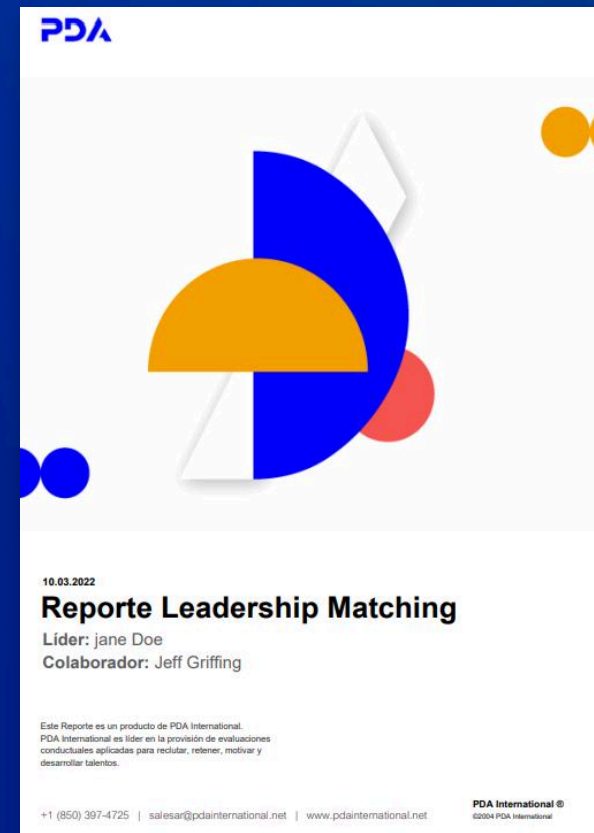 PDA
10.03.2022
Reporte Leadership Matching
Líder: jane Doe
Colaborador: Jeff Griffing
Este Reporte es un producto de PDA International.
PDA International es líder en la provisión de evaluaciones
conductuales aplicadas para reclutar, retener, motivar y
desarrollar talentos.
+1 (850) 397-4725 | salesar@pdainternational.net | www.pdainternational.net
PDA International ®
©2004 PDA International